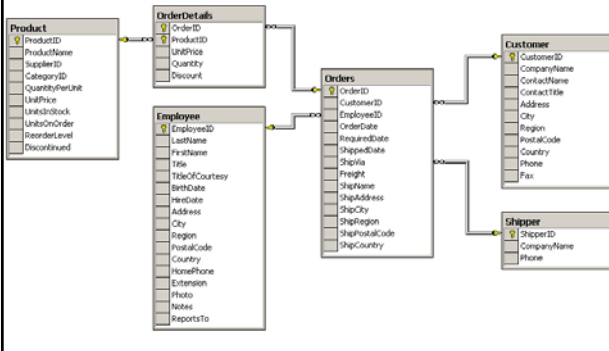 Product
ProductID
ProductName
SupplierID
CategoryID
QuantityPerUnit
UnitPrice
UnitsInStock
UnitsOnOrder
ReorderLevel
Discontinued
OrderDetails
OrderID
ProductID
UnitPrice
Quantity
Discount
Employee
EmployeeID
LastName
FirstName
Title
TitleOfCourtesy
BirthDate
HireDate
Address
City
Region
PostalCode
Country
HomePhone
Extension
Photo
Notes
ReportsTo
Orders
OrderID
CustomerID
EmployeeID
OrderDate
RequiredDate
ShippedDate
ShipVia
Freight
ShipName
ShipAddress
ShipCity
ShipRegion
ShipPostalCode
ShipCountry
Customer
CustomerID
CompanyName
ContactName
ContactTitle
Address
City
Region
PostalCode
Country
Phone
Fax
Shipper
ShipperID
CompanyName
Phone